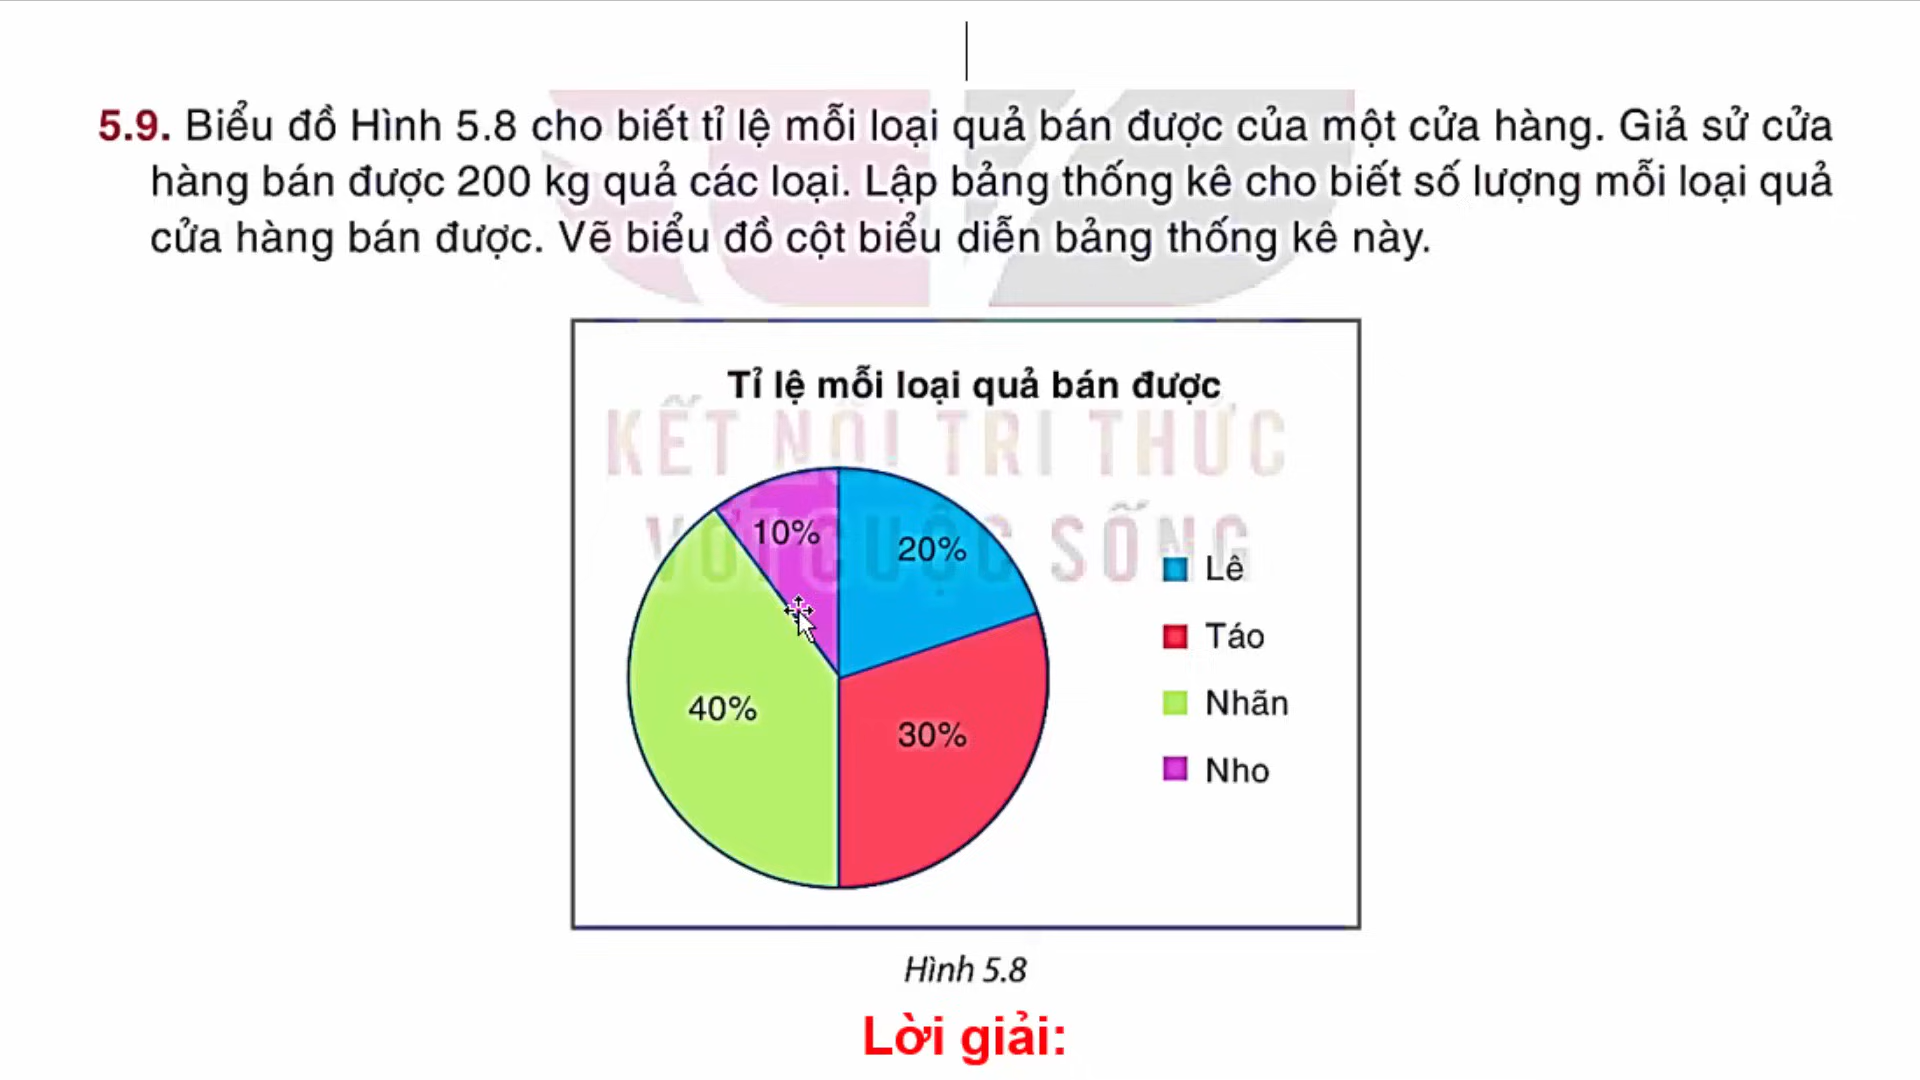 5.9. Biểu đồ Hình 5.8 cho biết tỉ lệ mỗi loại quả bán được của một cửa hàng. Giả sử cửa
hàng bán được 200 kg quả các loại. Lập bảng thống kê cho biết số lượng mỗi loại quả
cửa hàng bán được. Vẽ biểu đồ cột biểu diễn bảng thống kê này.
Tỉ lệ mỗi loại quả bán được
KẾT NỐI TRI THỨC
VỚI CUỘC SỐNG
10%
20%
40%
30%
Lê
Táo
Nhãn
Nho
Hình 5.8
Lời giải: